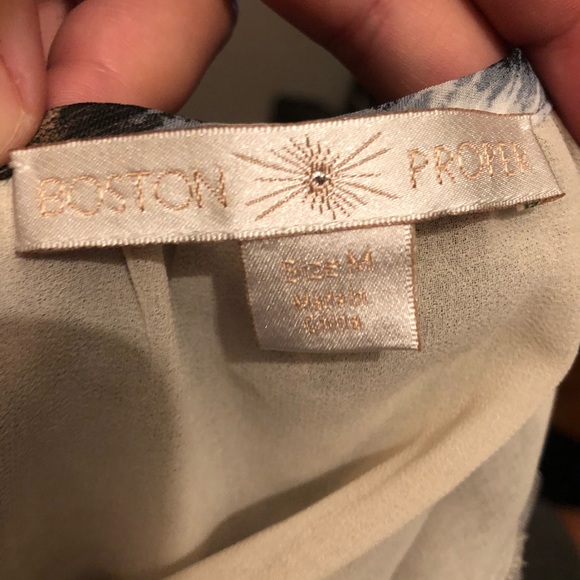 BOSTON PROPER
Size M
Made in
China